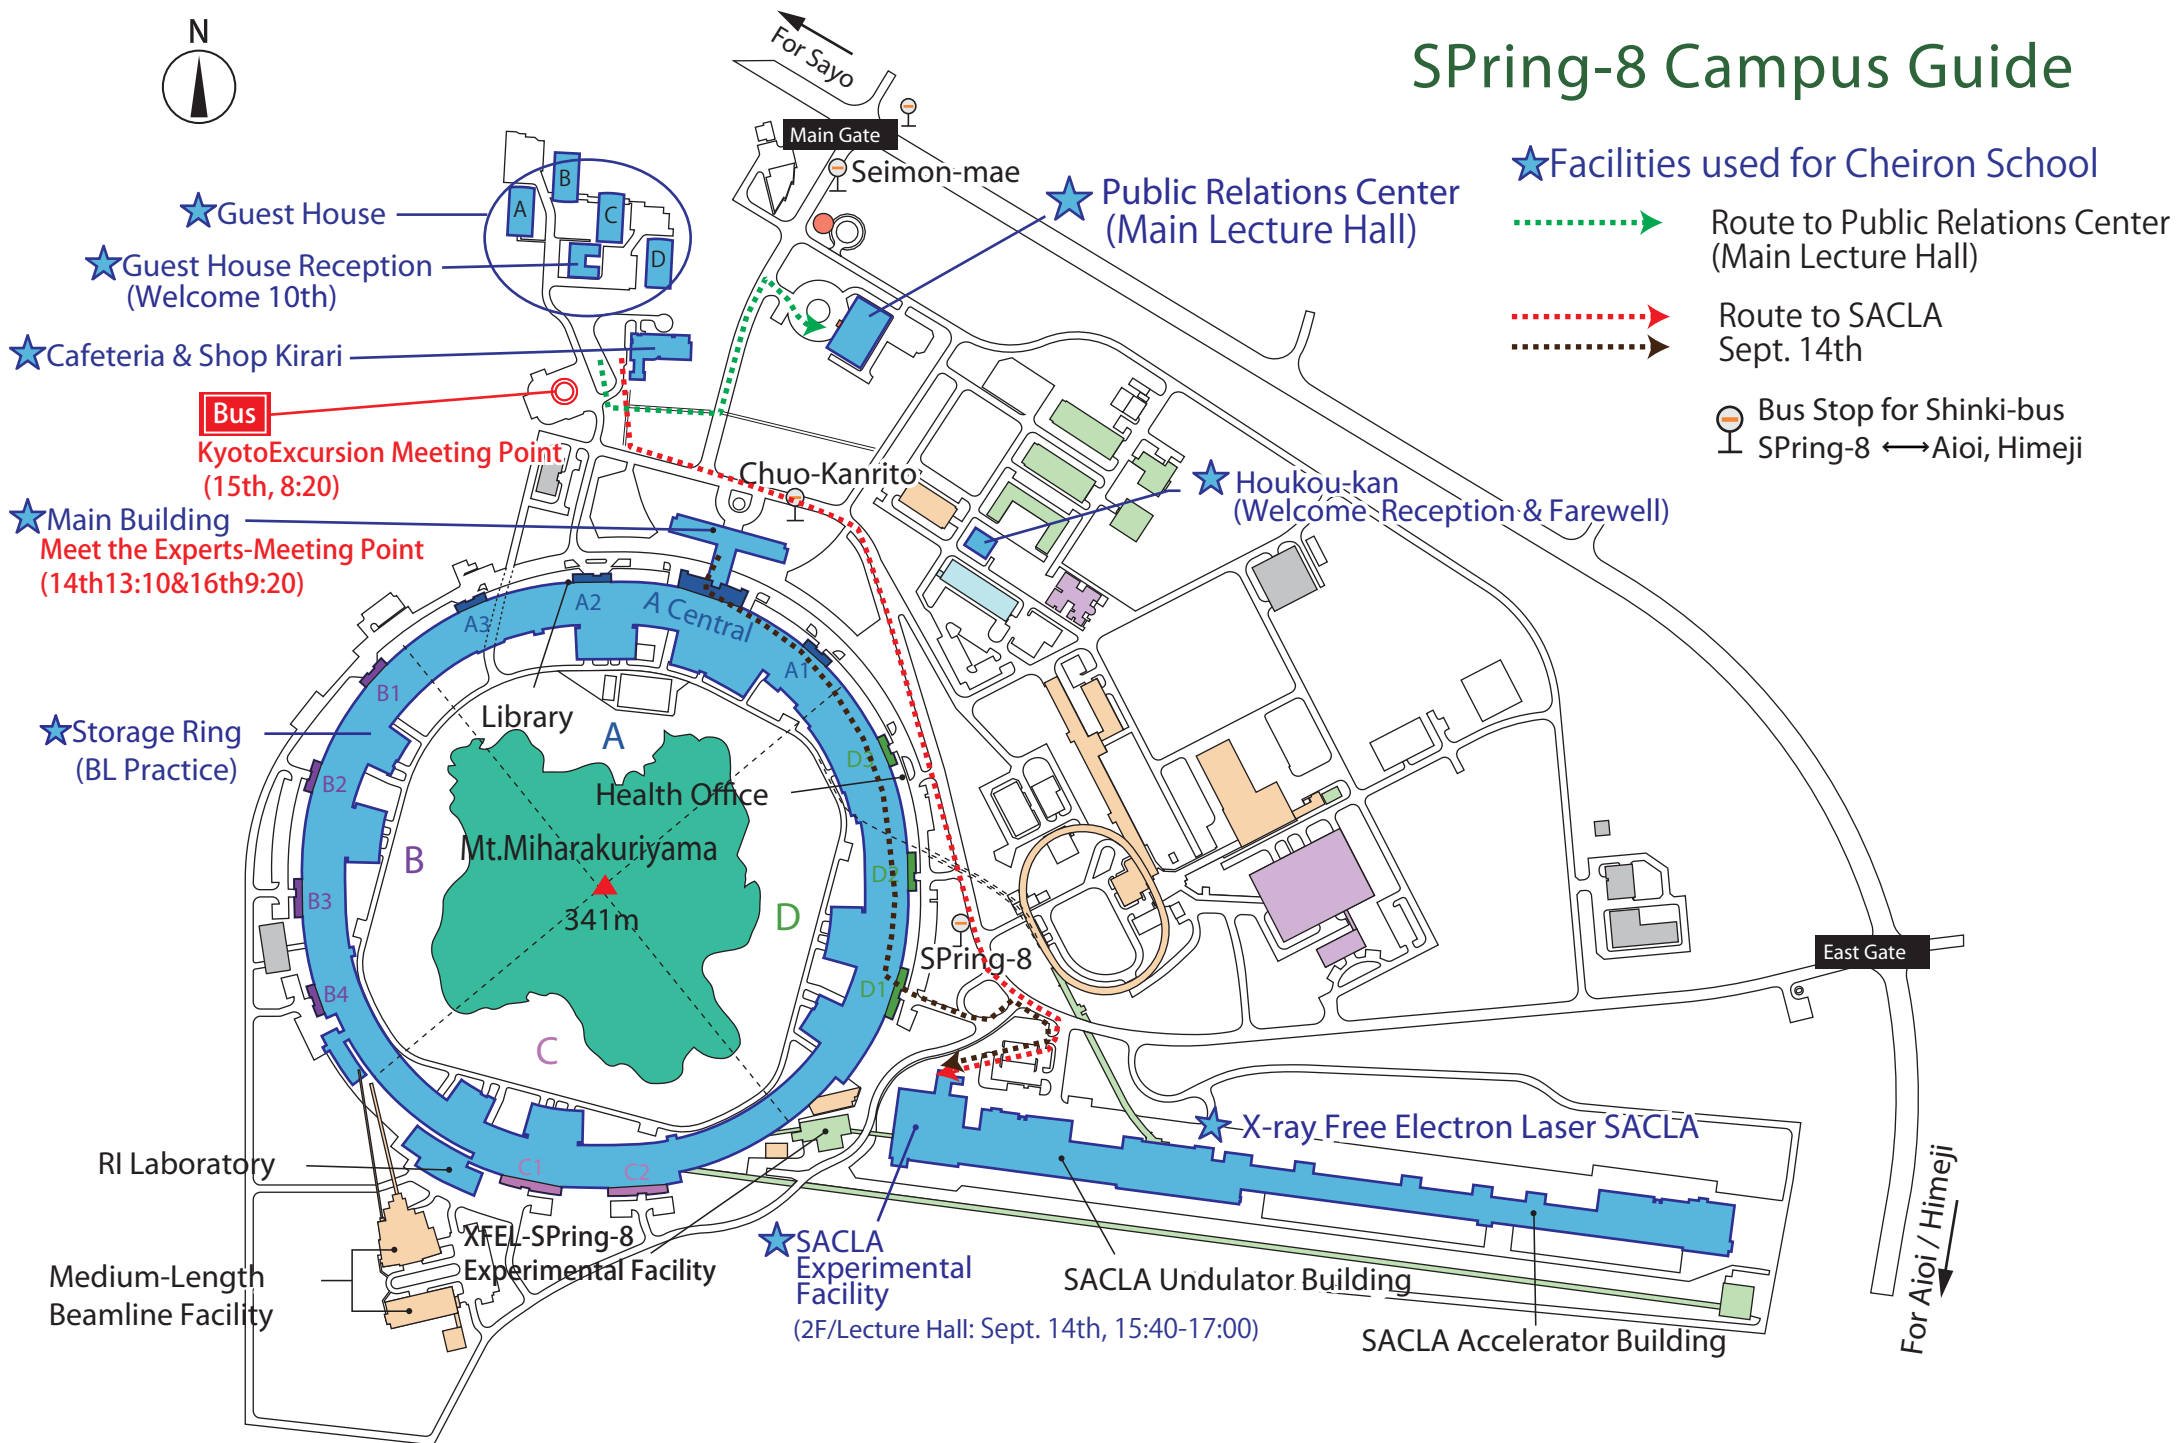 N
For Sayo
SPring-8 Campus Guide
Main Gate
Seimon-mae
★Facilities used for Cheiron School
Route to Public Relations Center
(Main Lecture Hall)
Route to SACLA
Sept. 14th
Bus Stop for Shinki-bus
SPring-8 ⟷ Aioi, Himeji
★Public Relations Center
(Main Lecture Hall)
★Guest House
A
B
C
D
★Guest House Reception
(Welcome 10th)
★Cafeteria & Shop Kirari
Bus
KyotoExcursion Meeting Point
(15th, 8:20)
Chuo-Kanrito
★Houkou-kan
(Welcome Reception & Farewell)
★Main Building
Meet the Experts-Meeting Point
(14th13:10&16th9:20)
A3
A2
A Central
A1
B1
Library
A
★Storage Ring
(BL Practice)
B2
D3
Health Office
Mt.Miharakuriyama
B
D2
B3
341m
D
SPring-8
East Gate
B4
D1
C
★X-ray Free Electron Laser SACLA
RI Laboratory
C1
C2
XFEL-SPring-8
Experimental Facility
★SACLA
Experimental
Facility
(2F/Lecture Hall: Sept. 14th, 15:40-17:00)
Medium-Length
Beamline Facility
SACLA Undulator Building
SACLA Accelerator Building
For Aioi / Himeji